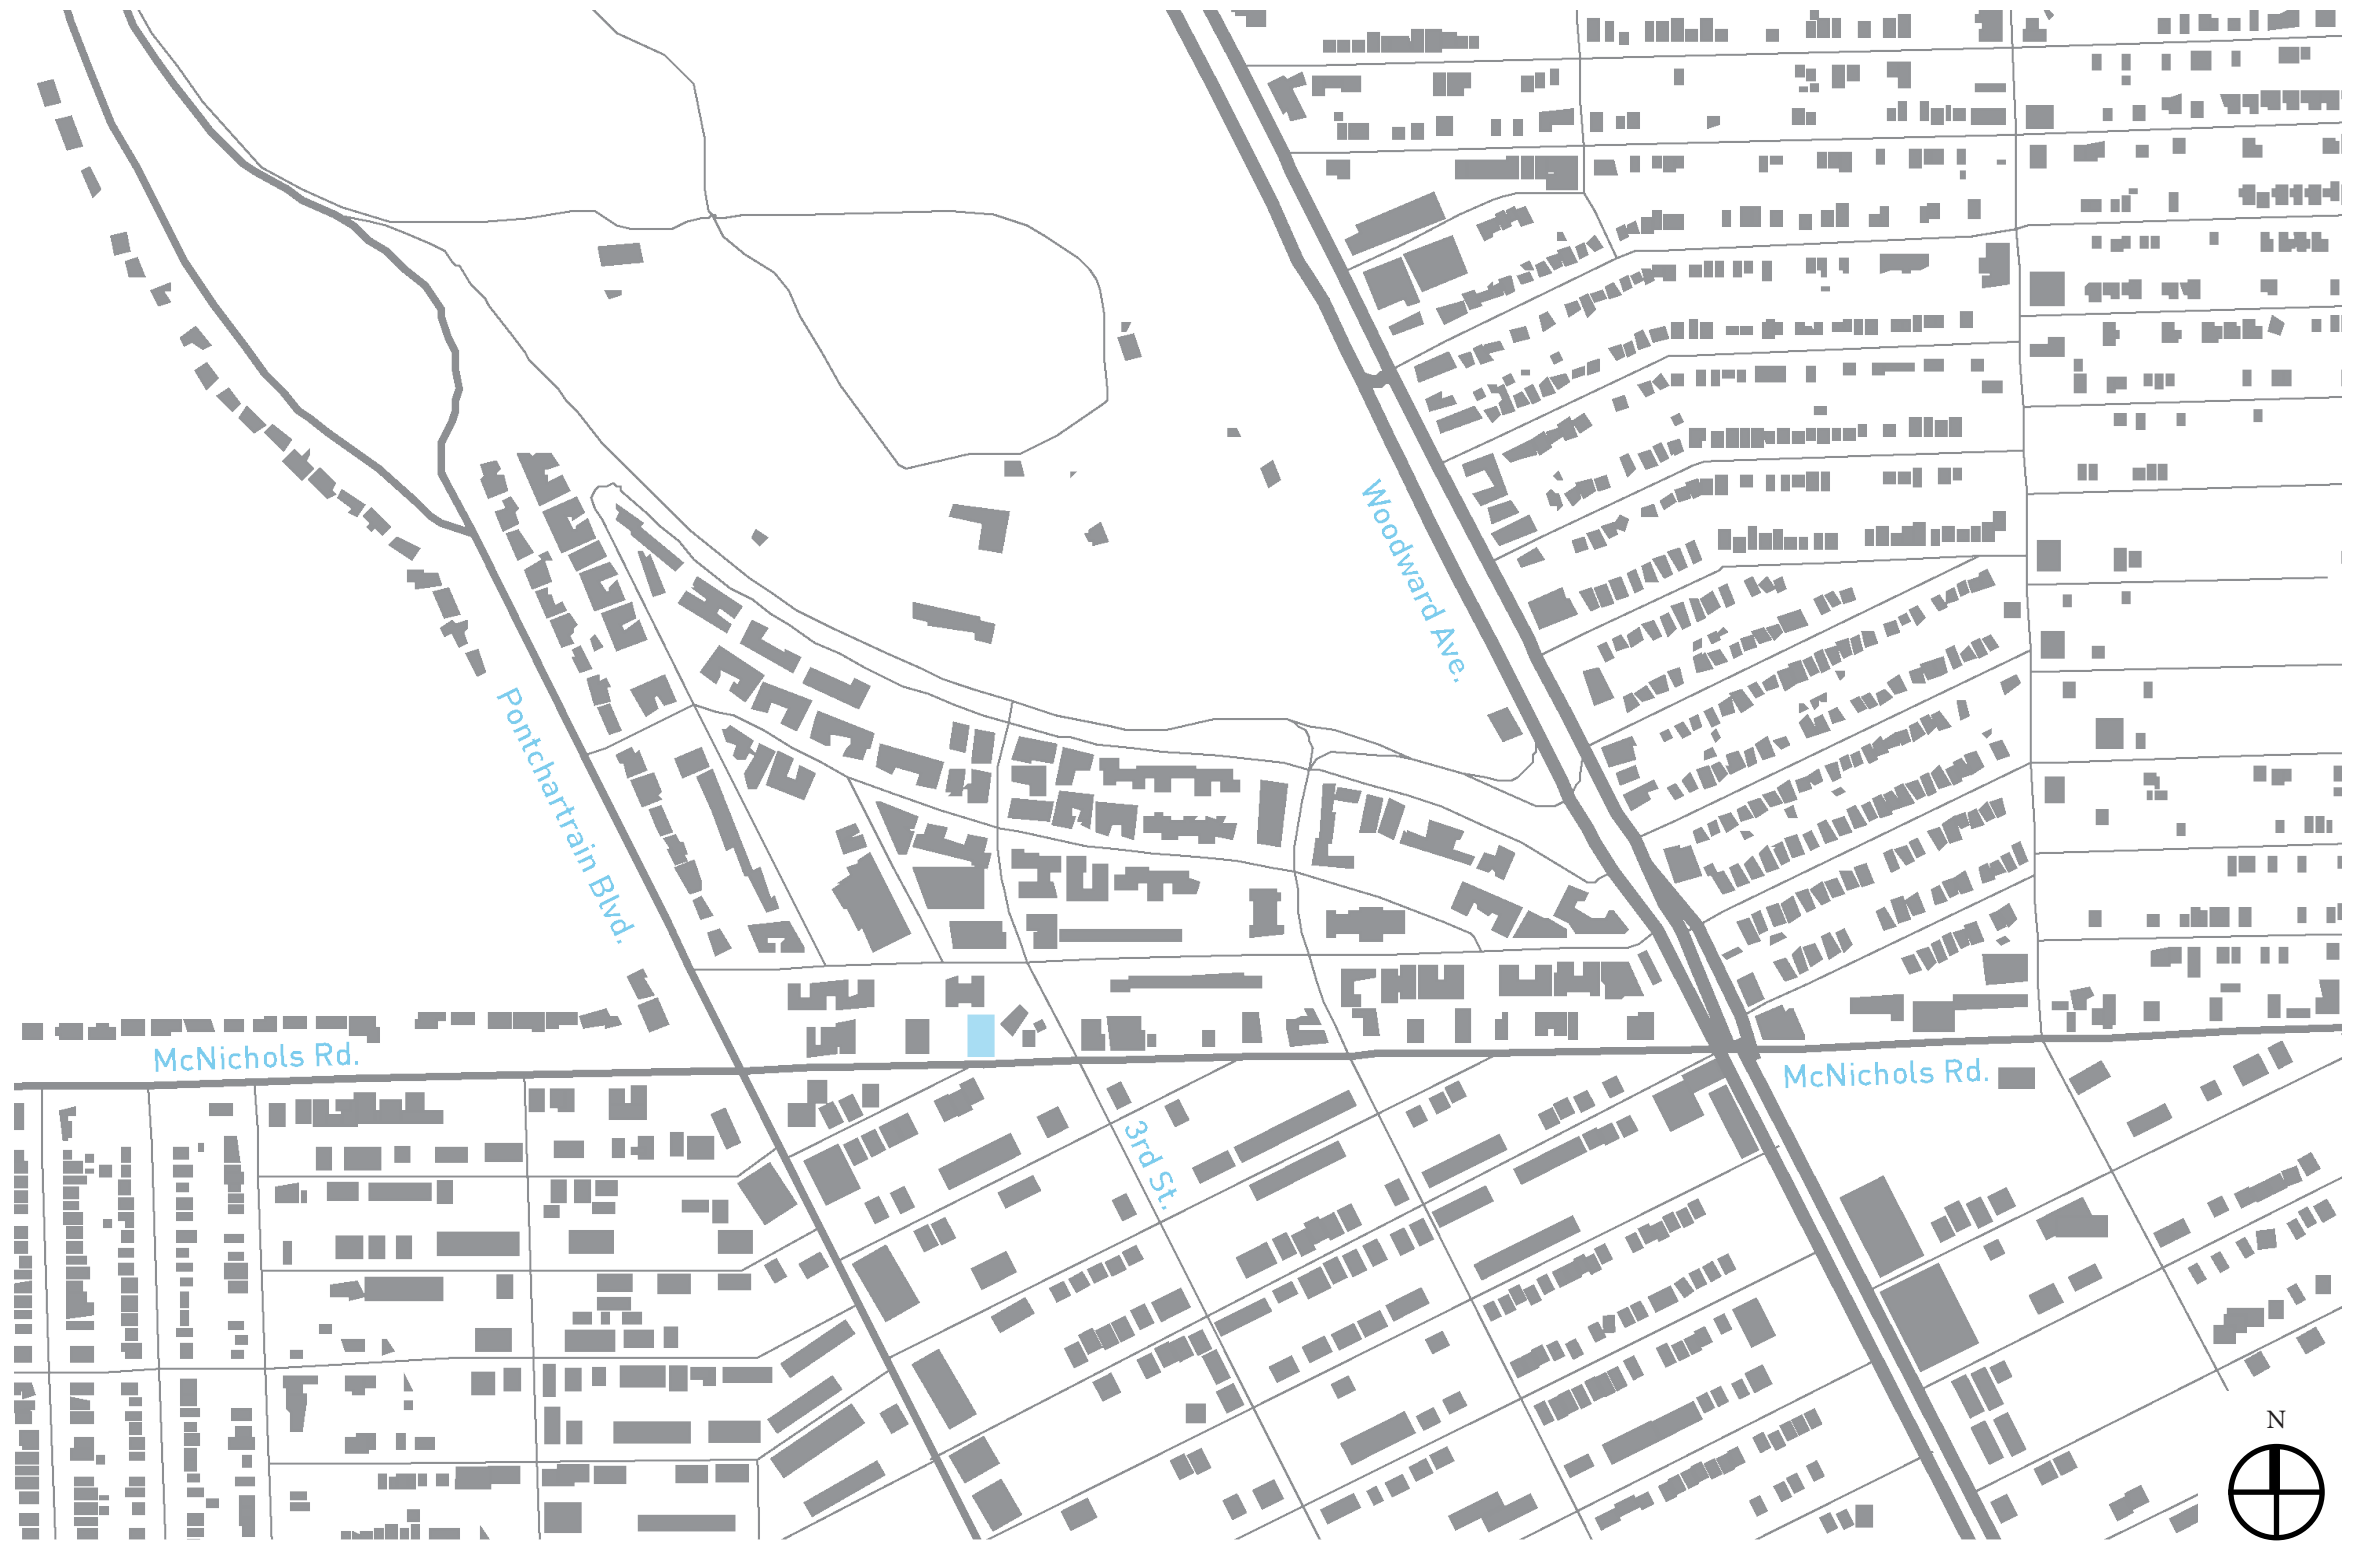 Woodward Ave.
Pontchartrain Blvd.
McNichols Rd.
McNichols Rd.
3rd St.
N